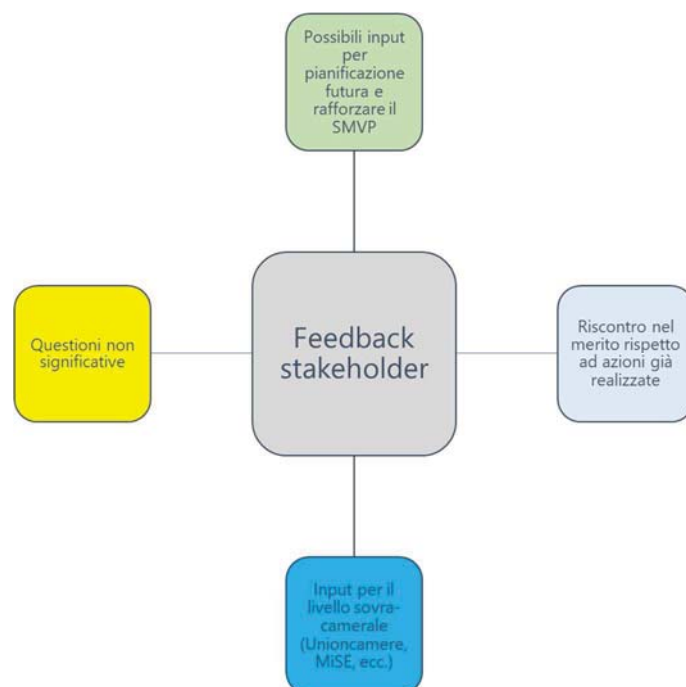 Possibili input
per
pianificazione
futura e
rafforzare il
SMVP
Questioni non
significative
Feedback
stakeholder
Riscontro nel
merito rispetto
ad azioni già
realizzate
Input per il
livello sovra-
camerale
(Unioncamere,
MiSE, ecc.)